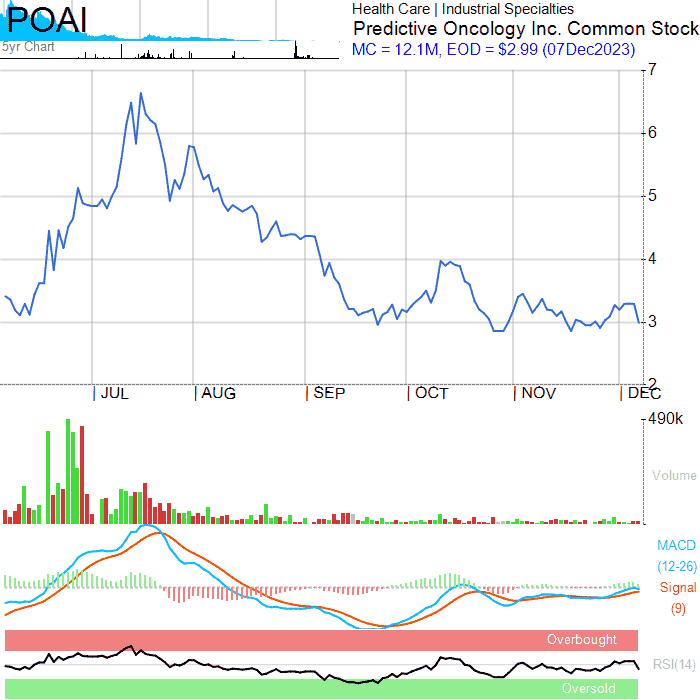 POAI
5yr Chart
Health Care | Industrial Specialties
Predictive Oncology Inc. Common Stock
MC = 12.1M, EOD = $2.99 (07Dec2023)
7
6
5
4
3
2
JUL AUG SEP OCT NOV DEC
490k
Volume
MACD
(12-26)
Signal
(9)
Overbought
RSI(14)
Oversold